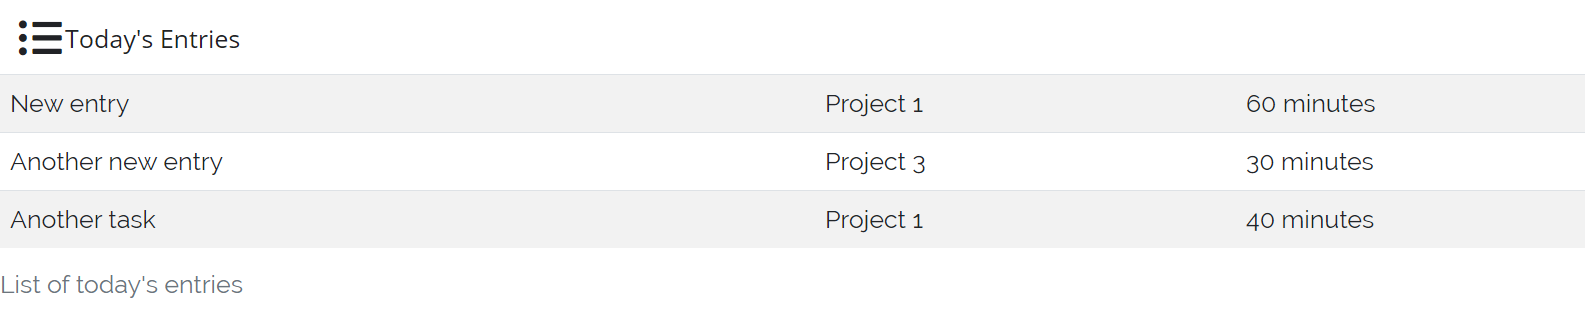 Today's Entries
New entry Project 1 60 minutes
Another new entry Project 3 30 minutes
Another task Project 1 40 minutes
List of today's entries